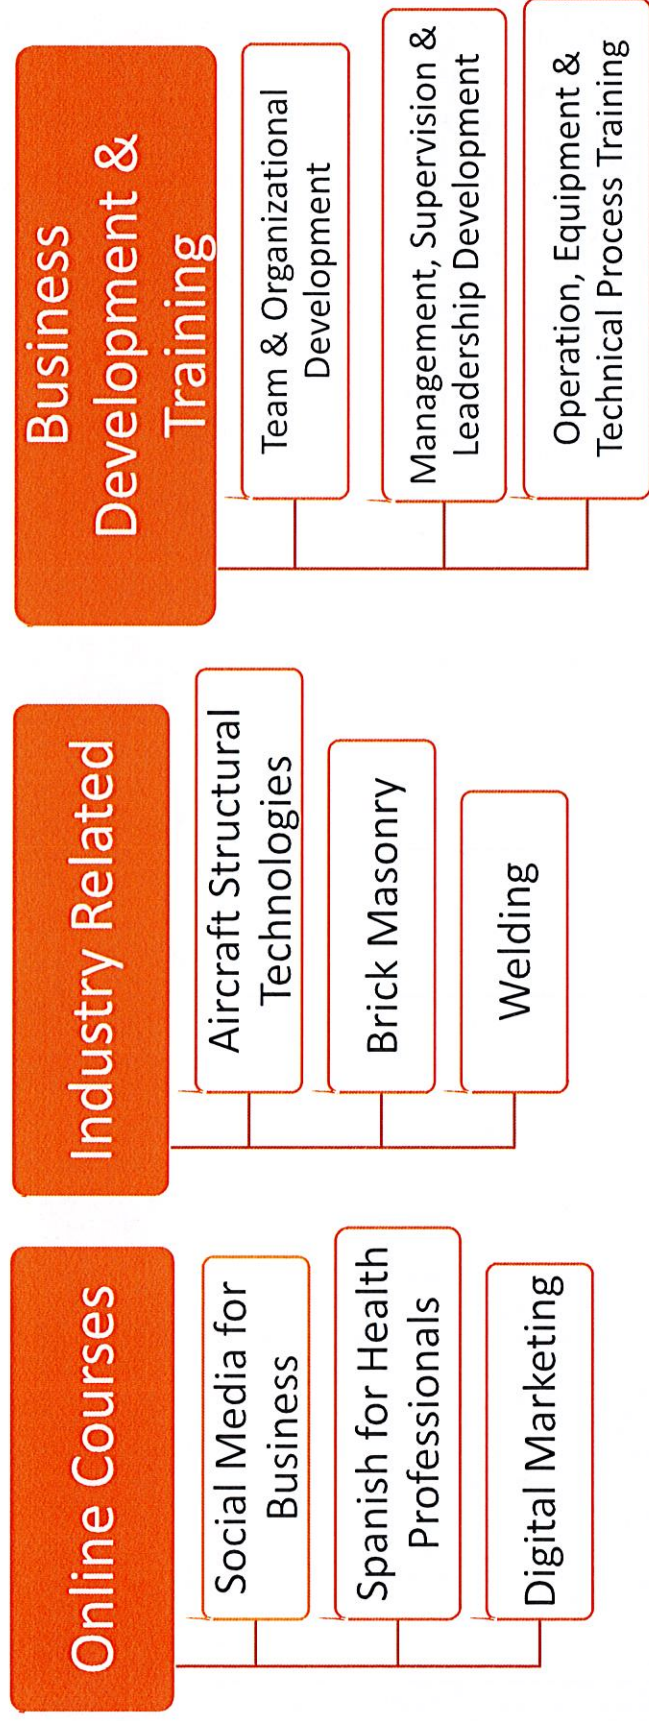 Online Courses
Social Media for
Business
Spanish for Health
Professionals
Digital Marketing
Industry Related
Aircraft Structural
Technologies
Brick Masonry
Welding
Business
Development &
Training
Team & Organizational
Development
Management, Supervision &
Leadership Development
Operation, Equipment &
Technical Process Training